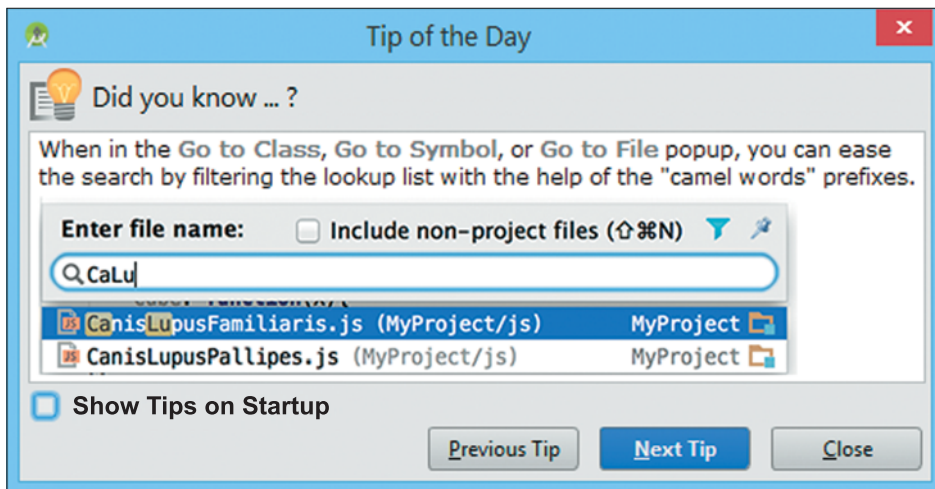 Tip of the Day
Did you know ... ?
When in the Go to Class, Go to Symbol, or Go to File popup, you can ease
the search by filtering the lookup list with the help of the "camel words" prefixes.
Enter file name: Include non-project files (⇧⌘N)
CaLu
CanisLupusFamiliaris.js (MyProject/js) MyProject
CanisLupusPallipes.js (MyProject/js) MyProject
Show Tips on Startup
Previous Tip Next Tip Close